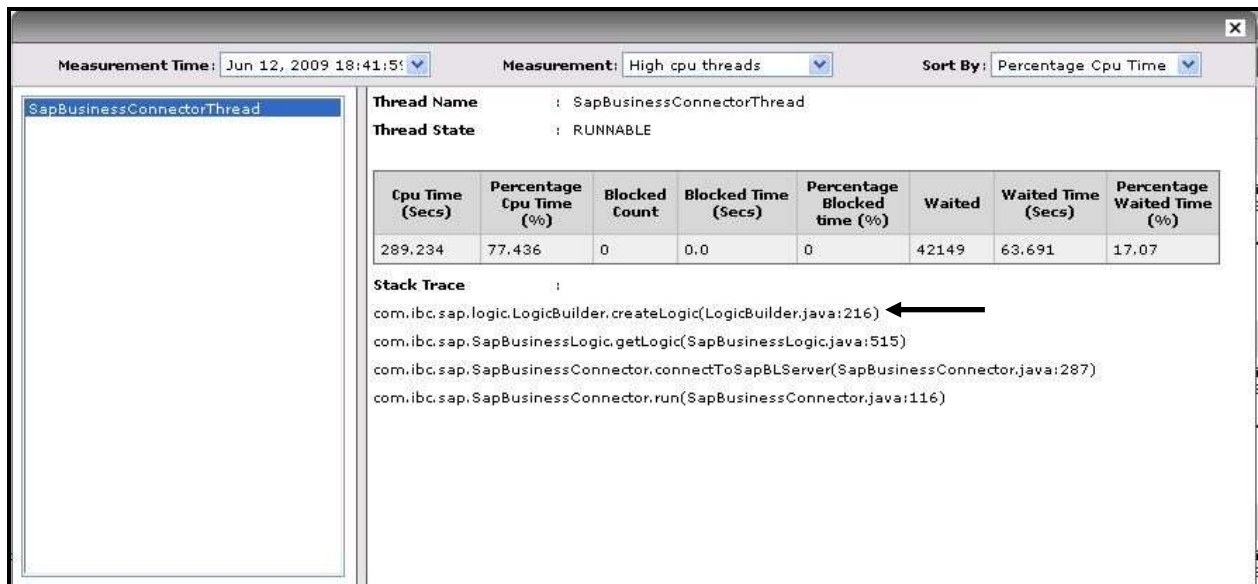 Measurement Time: Jun 12, 2009 18:41:5 Measurement: High cpu threads Sort By: Percentage Cpu Time
SapBusinessConnectorThread
Thread Name : SapBusinessConnectorThread
Thread State : RUNNABLE
Cpu Time (Secs) Percentage Cpu Time (%) Blocked Count Blocked Time (Secs) Percentage Blocked time (%) Waited Waited Time (Secs) Percentage Waited Time (%)
289.234 77.436 0 0.0 0 42149 63.691 17.07
Stack Trace :
com.ibc.sap.logic.LogicBuilder.createLogic(LogicBuilder.java:216)
com.ibc.sap.SapBusinessLogic.getLogic(SapBusinessLogic.java:515)
com.ibc.sap.SapBusinessConnector.connectToSapBLServer(SapBusinessConnector.java:287)
com.ibc.sap.SapBusinessConnector.run(SapBusinessConnector.java:116)